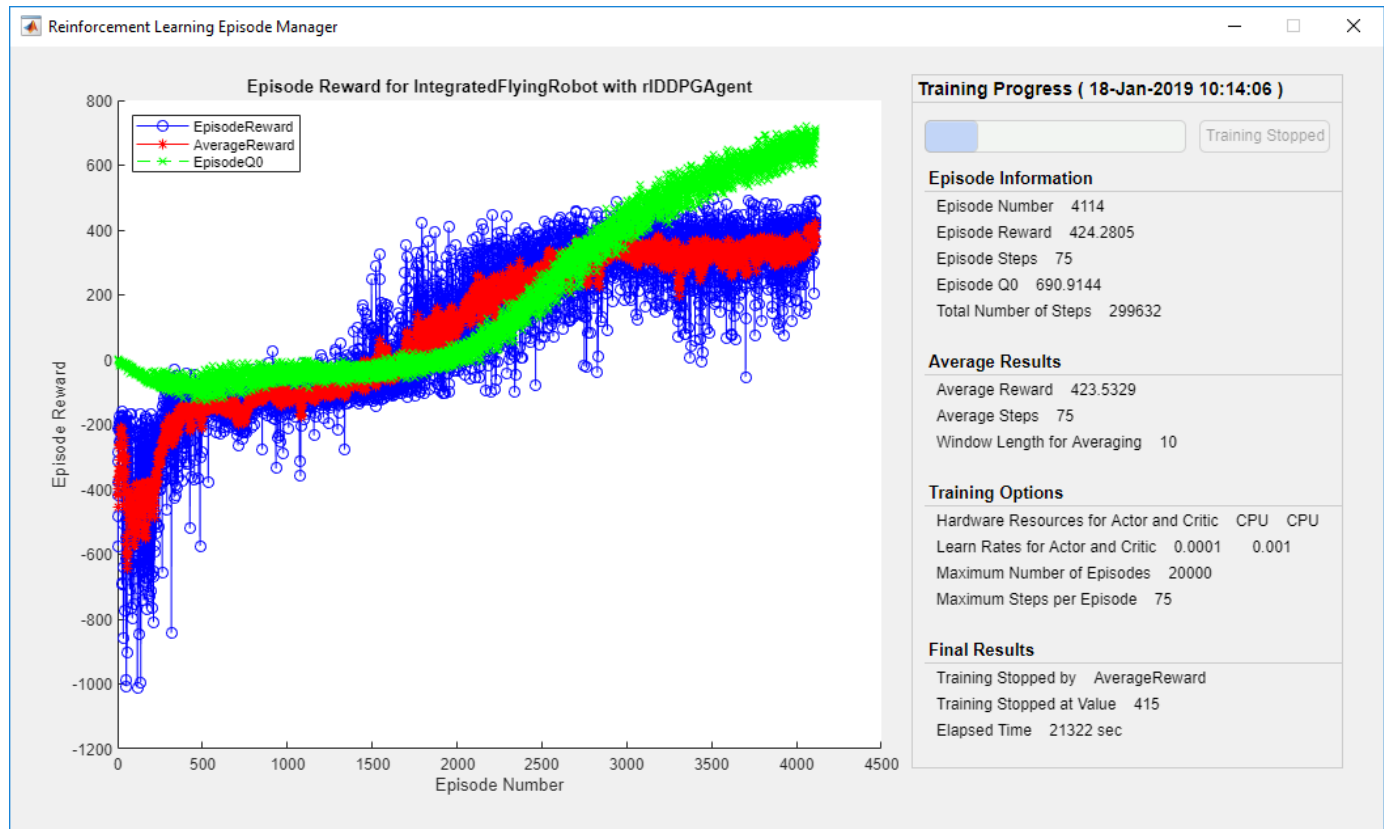 Reinforcement Learning Episode Manager
Episode Reward for IntegratedFlyingRobot with rlDDPGAgent
EpisodeReward
AverageReward
EpisodeQ0
800
600
400
200
0
-200
-400
-600
-800
-1000
-1200
Episode Reward
0 500 1000 1500 2000 2500 3000 3500 4000 4500
Episode Number
Training Progress ( 18-Jan-2019 10:14:06 )
Training Stopped
Episode Information
Episode Number 4114
Episode Reward 424.2805
Episode Steps 75
Episode Q0 690.9144
Total Number of Steps 299632
Average Results
Average Reward 423.5329
Average Steps 75
Window Length for Averaging 10
Training Options
Hardware Resources for Actor and Critic CPU CPU
Learn Rates for Actor and Critic 0.0001 0.001
Maximum Number of Episodes 20000
Maximum Steps per Episode 75
Final Results
Training Stopped by AverageReward
Training Stopped at Value 415
Elapsed Time 21322 sec